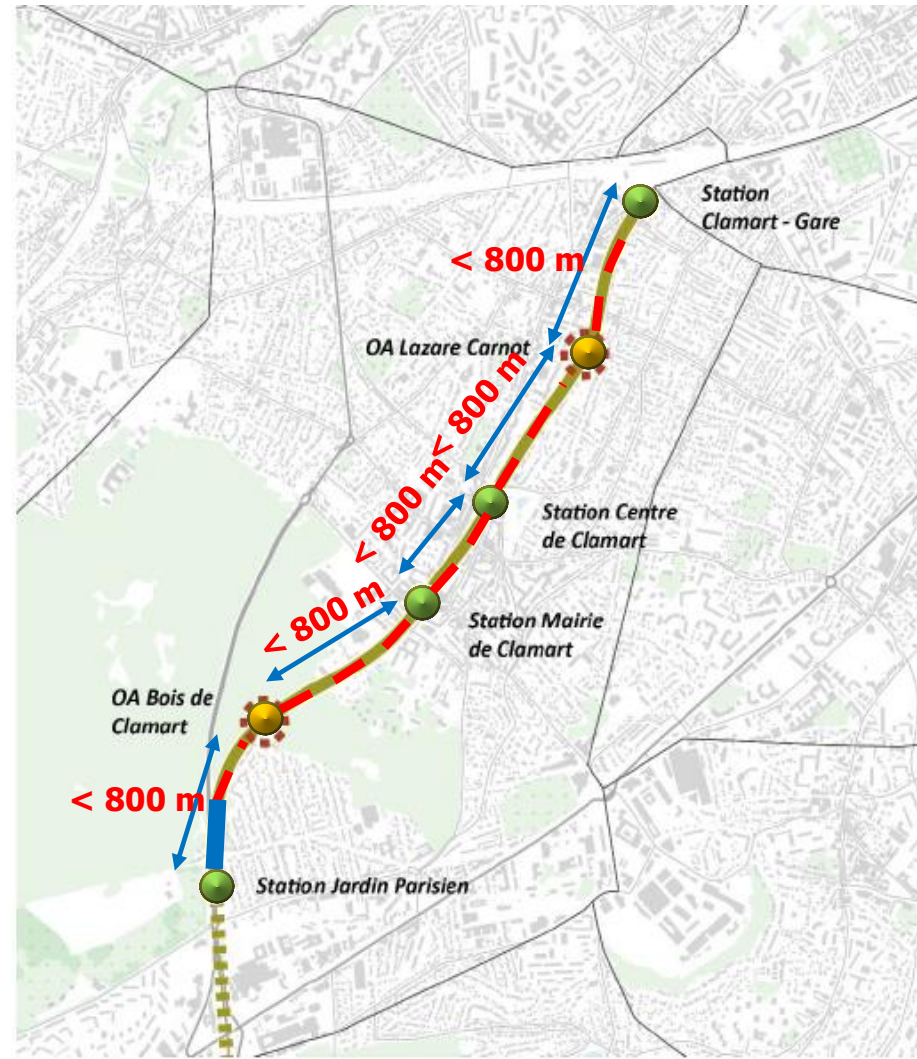 Station
Clamart - Gare
< 800 m
OA Lazare Carnot
< 800 m
< 800 m
Station Centre
de Clamart
< 800 m
Station Mairie
de Clamart
OA Bois de
Clamart
< 800 m
Station Jardin Parisien